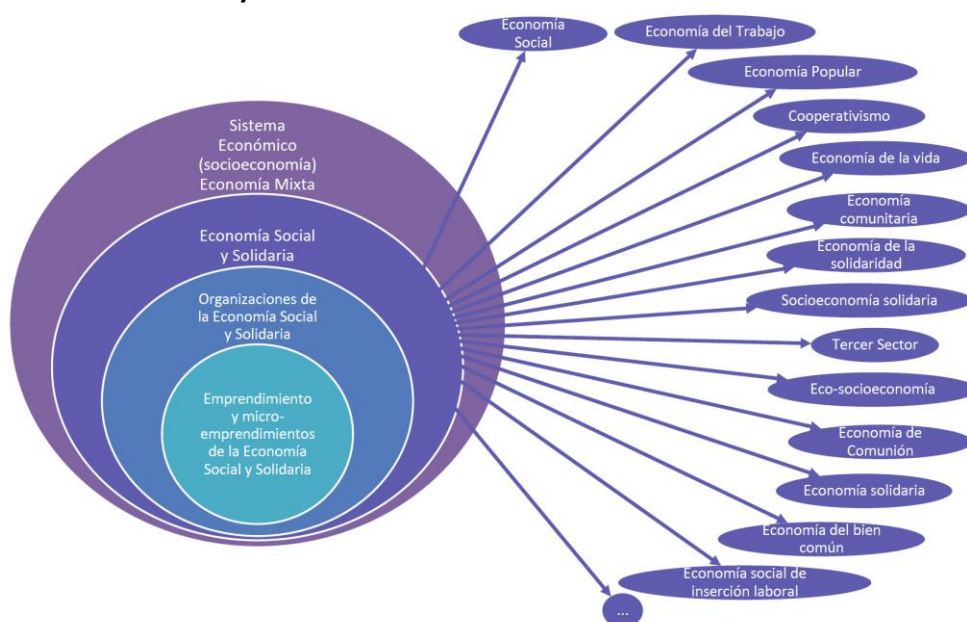 Sistema
Económico
(socioeconomía)
Economía Mixta
Economía Social
y Solidaria
Organizaciones de
la Economía Social
y Solidaria
Emprendimiento
y micro-
emprendimientos
de la Economía
Social y Solidaria
Economía
Social
Economía del Trabajo
Economía Popular
Cooperativismo
Economía de la vida
Economía
comunitaria
Economía de la
solidaridad
Socioeconomía solidaria
Tercer Sector
Eco-socioeconomía
Economía de
Comunión
Economía solidaria
Economía del bien
común
Economía social de
inserción laboral
...